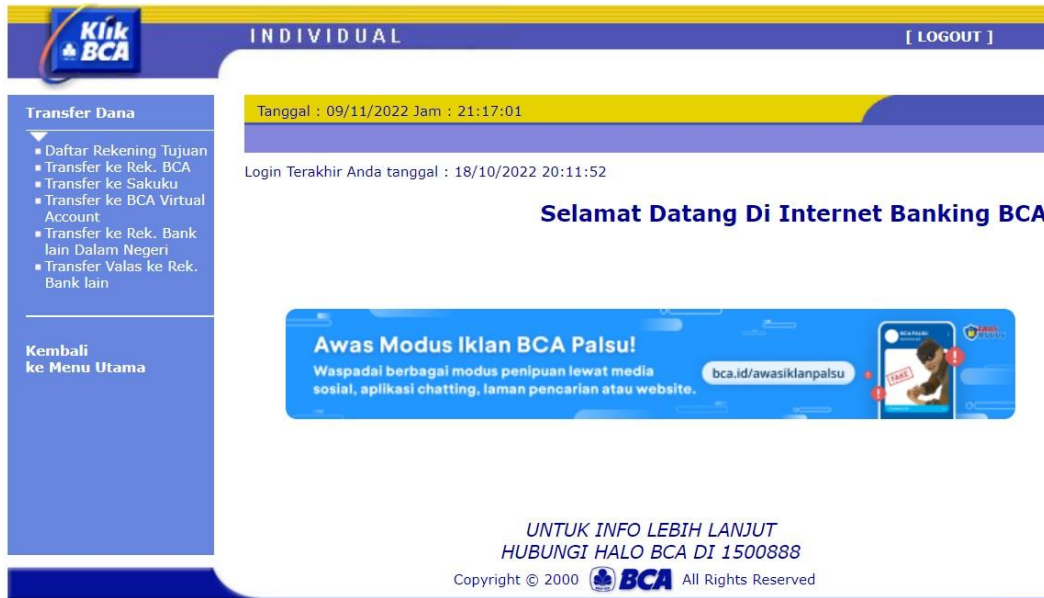 Klik
BCA
INDIVIDUAL
[ LOGOUT ]
Transfer Dana
Daftar Rekening Tujuan
Transfer ke Rek. BCA
Transfer ke Sakuku
Transfer ke BCA Virtual
Account
Transfer ke Rek. Bank
lain Dalam Negeri
Transfer Valas ke Rek.
Bank lain
Kembali
ke Menu Utama
Tanggal : 09/11/2022 Jam : 21:17:01
Login Terakhir Anda tanggal : 18/10/2022 20:11:52
Selamat Datang Di Internet Banking BCA
Awas Modus Iklan BCA Palsu!
Waspadai berbagai modus penipuan lewat media
sosial, aplikasi chatting, laman pencarian atau website.
bca.id/awasiklanpalsu
BCA PALSU
FAKE
UNTUK INFO LEBIH LANJUT
HUBUNGI HALO BCA DI 1500888
Copyright © 2000 BCA All Rights Reserved